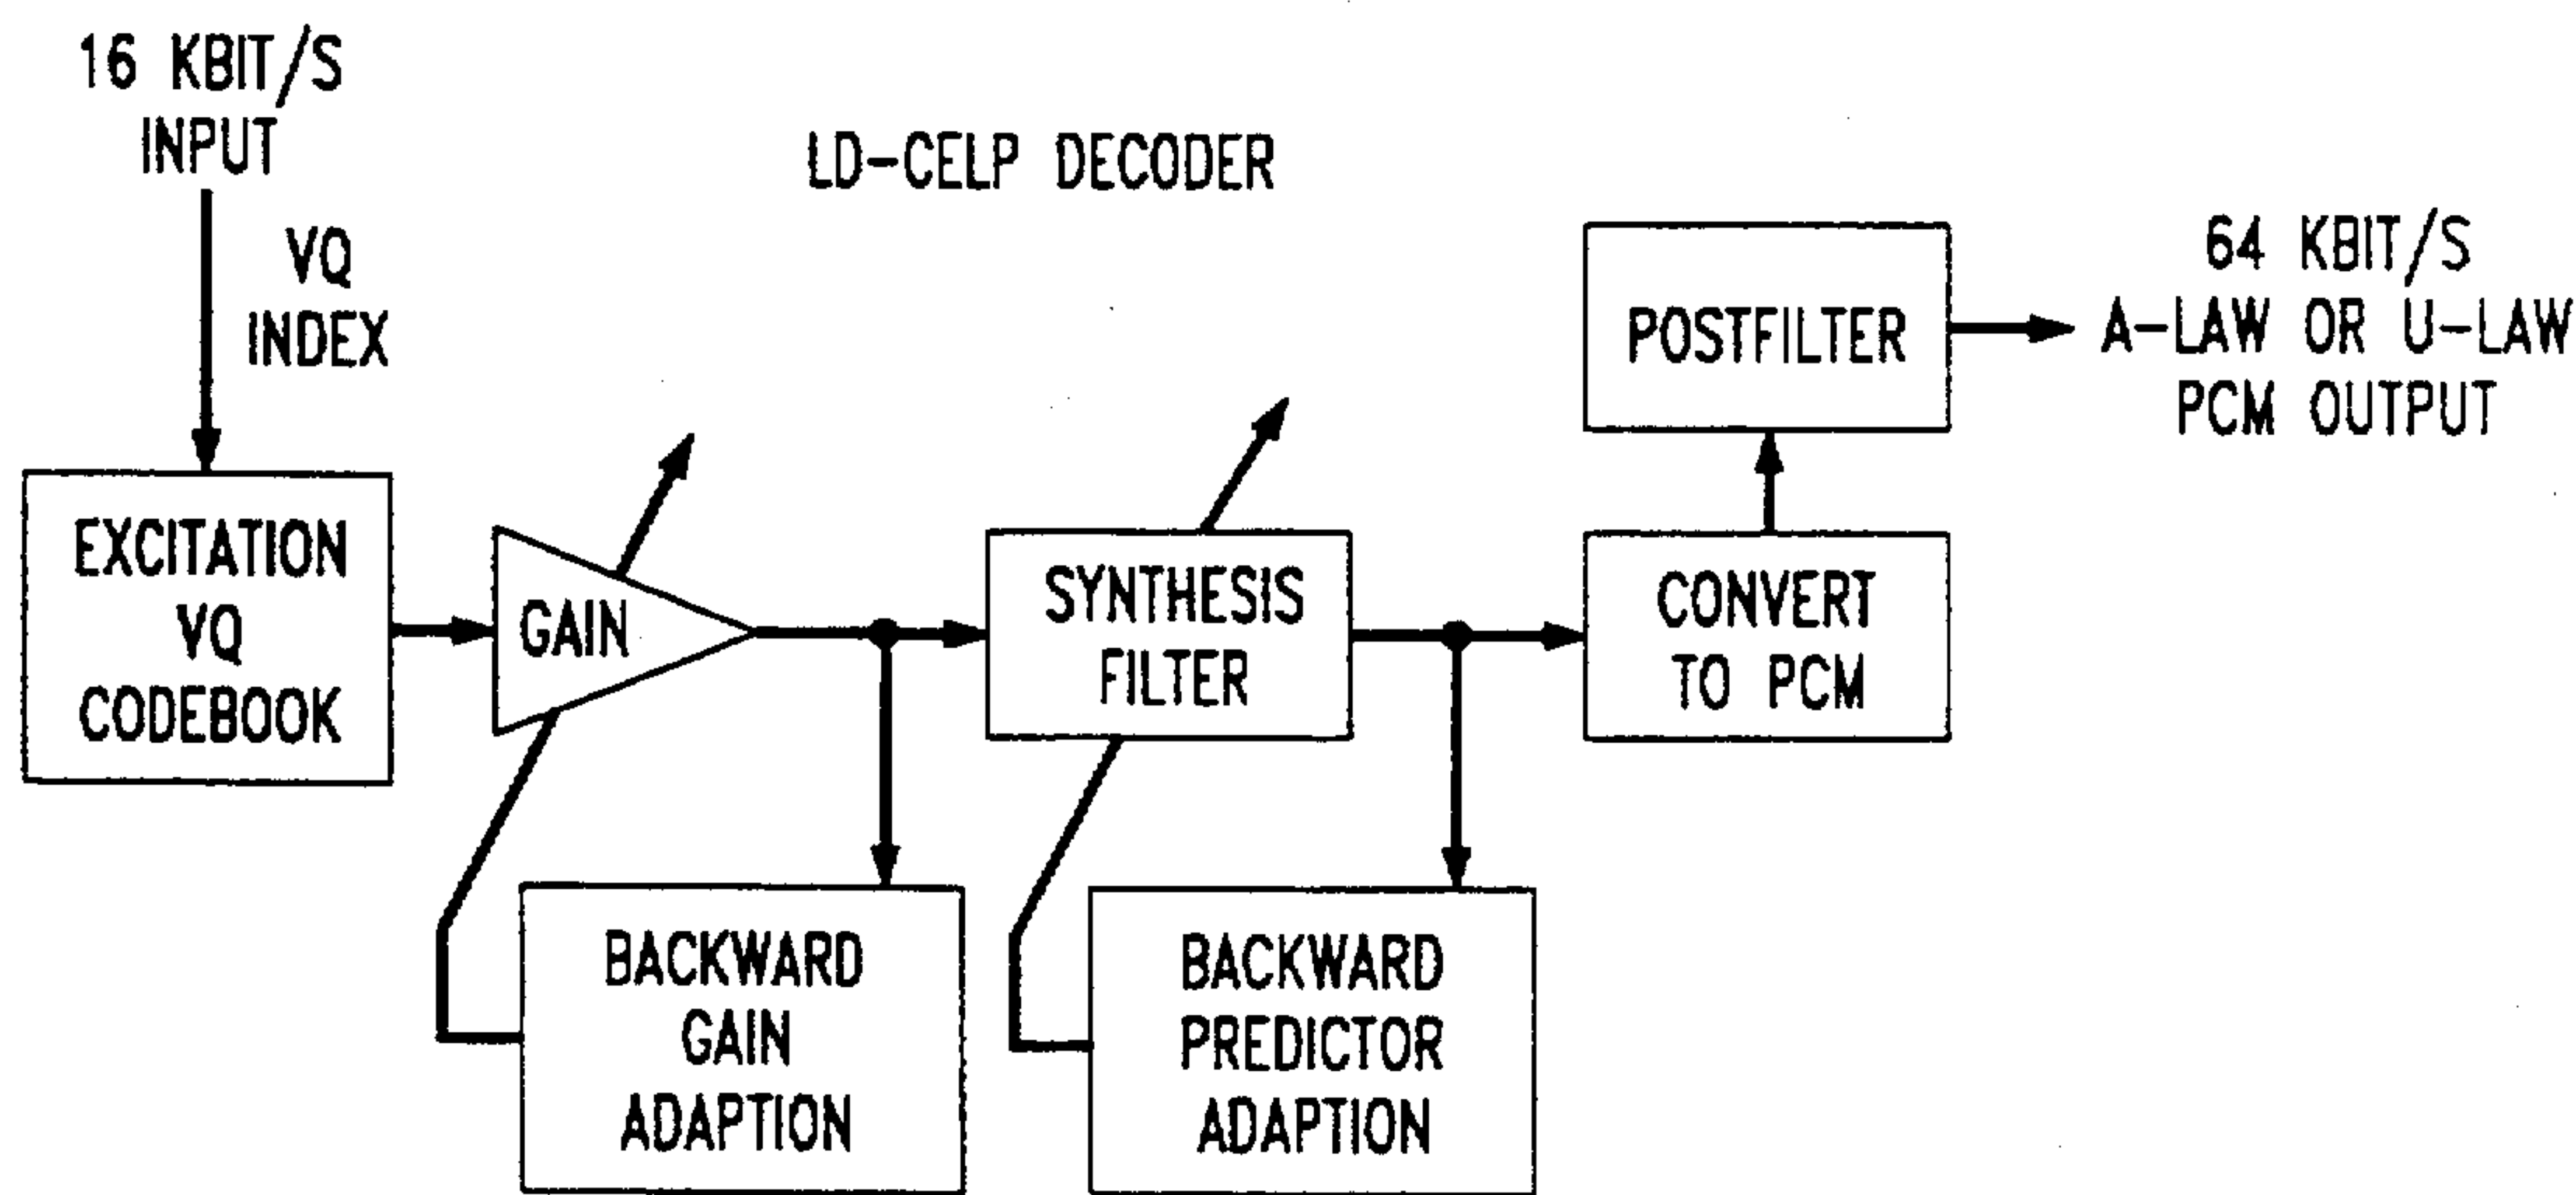 16 KBIT/S
INPUT
VQ
INDEX
LD-CELP DECODER
EXCITATION
VQ
CODEBOOK
GAIN
BACKWARD
GAIN
ADAPTION
SYNTHESIS
FILTER
BACKWARD
PREDICTOR
ADAPTION
CONVERT
TO PCM
POSTFILTER
64 KBIT/S
A-LAW OR U-LAW
PCM OUTPUT